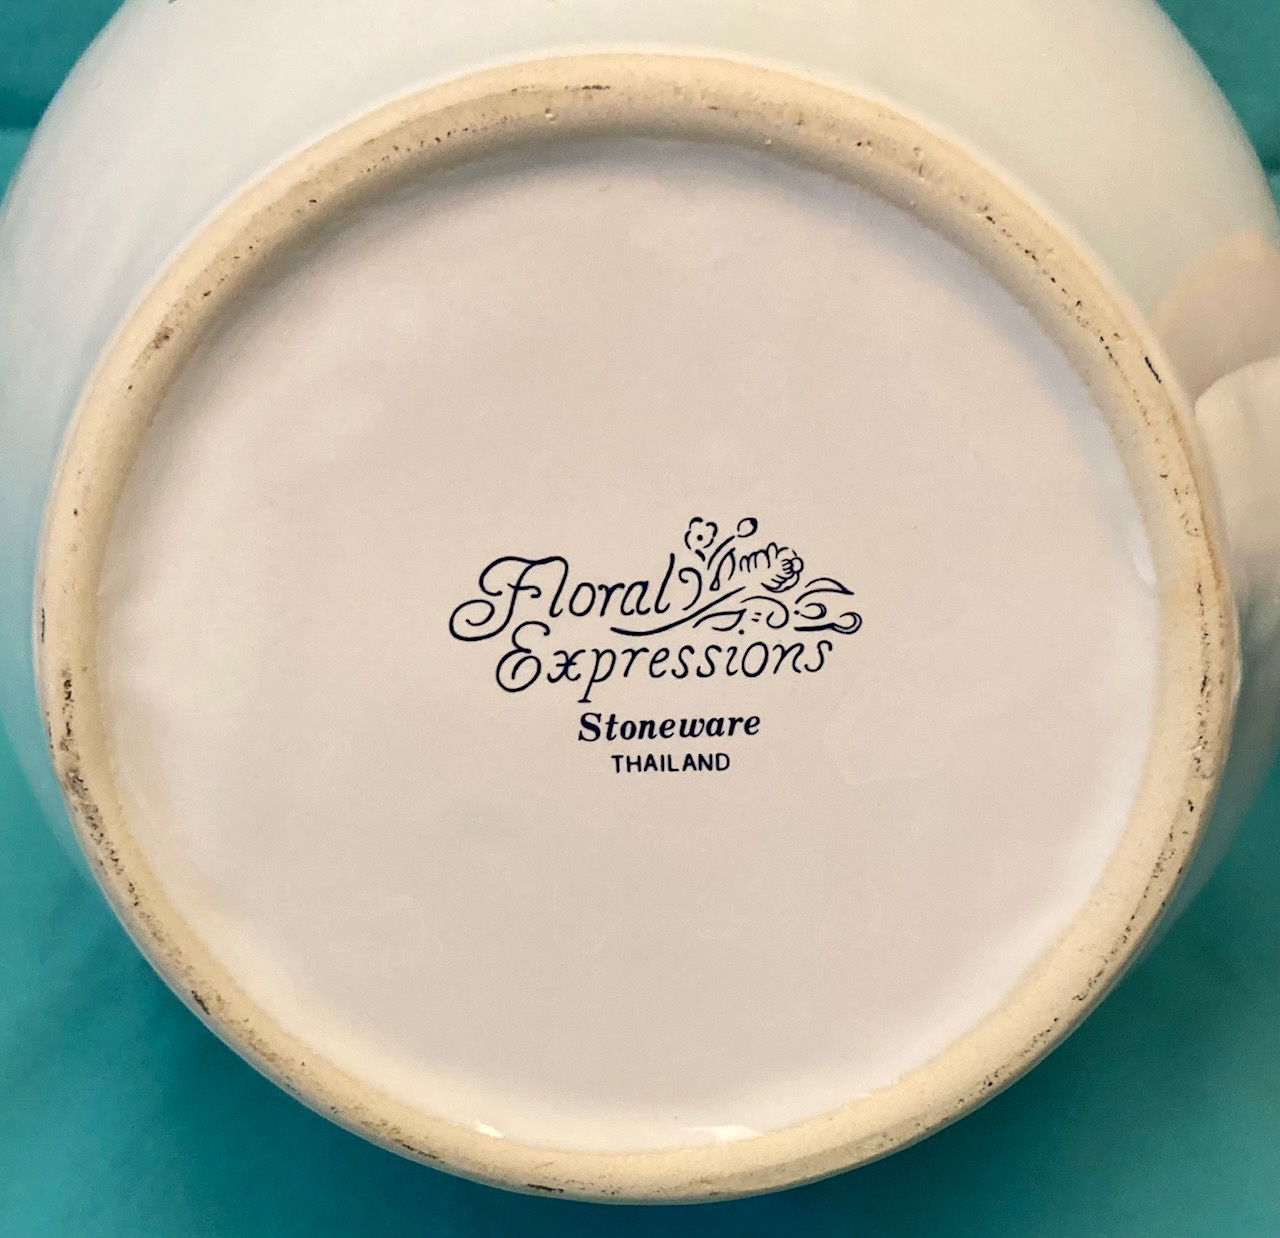 Floral
Expressions
Stoneware
THAILAND